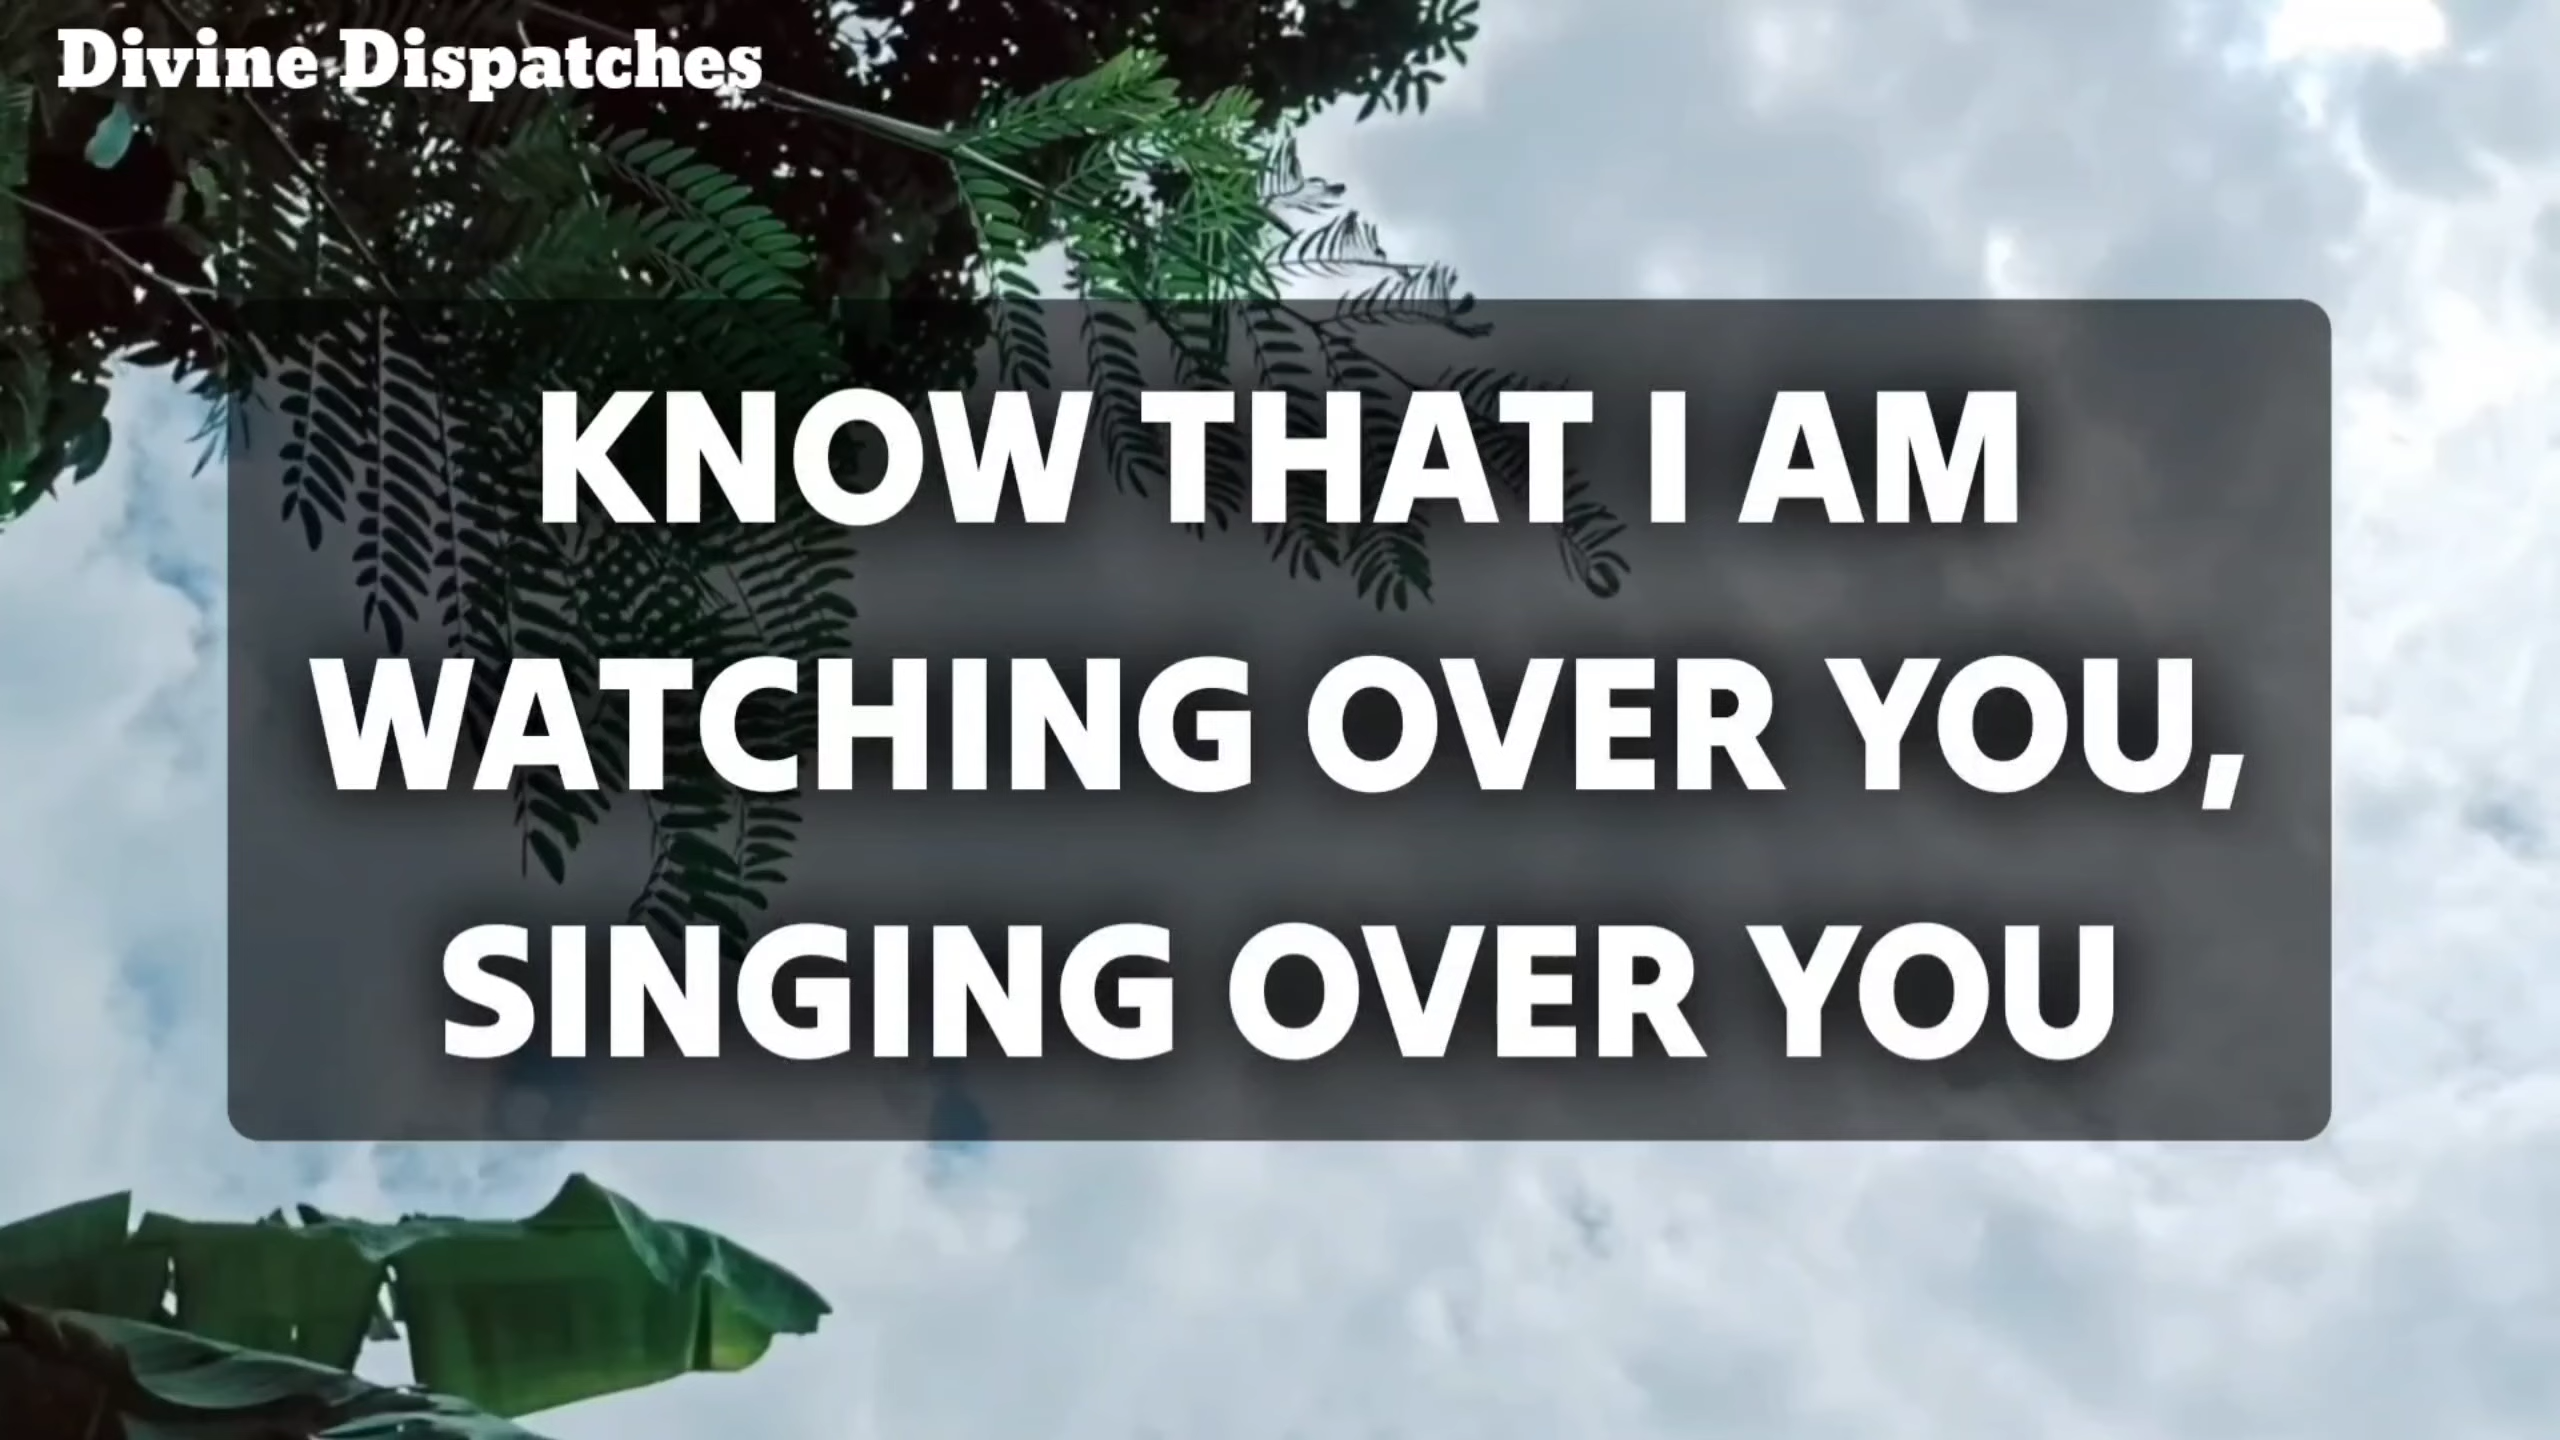 Divine Dispatches
KNOW THAT I AM
WATCHING OVER YOU,
SINGING OVER YOU